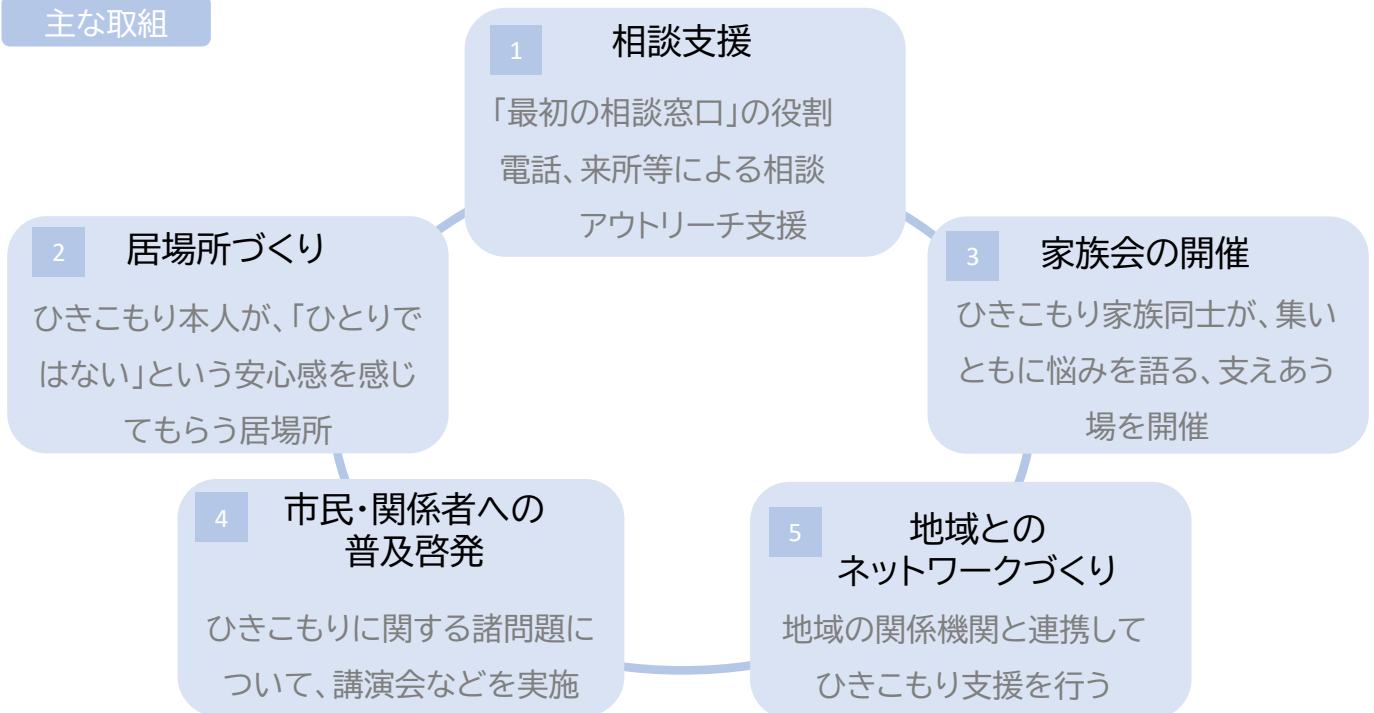 主な取組
1
相談支援
「最初の相談窓口」の役割
電話、来所等による相談
アウトリーチ支援
2
居場所づくり
ひきこもり本人が、「ひとりで
はない」という安心感を感じ
てもらう居場所
3
家族会の開催
ひきこもり家族同士が、集い
ともに悩みを語る、支えあう
場を開催
4
市民・関係者への
普及啓発
ひきこもりに関する諸問題に
ついて、講演会などを実施
5
地域との
ネットワークづくり
地域の関係機関と連携して
ひきこもり支援を行う